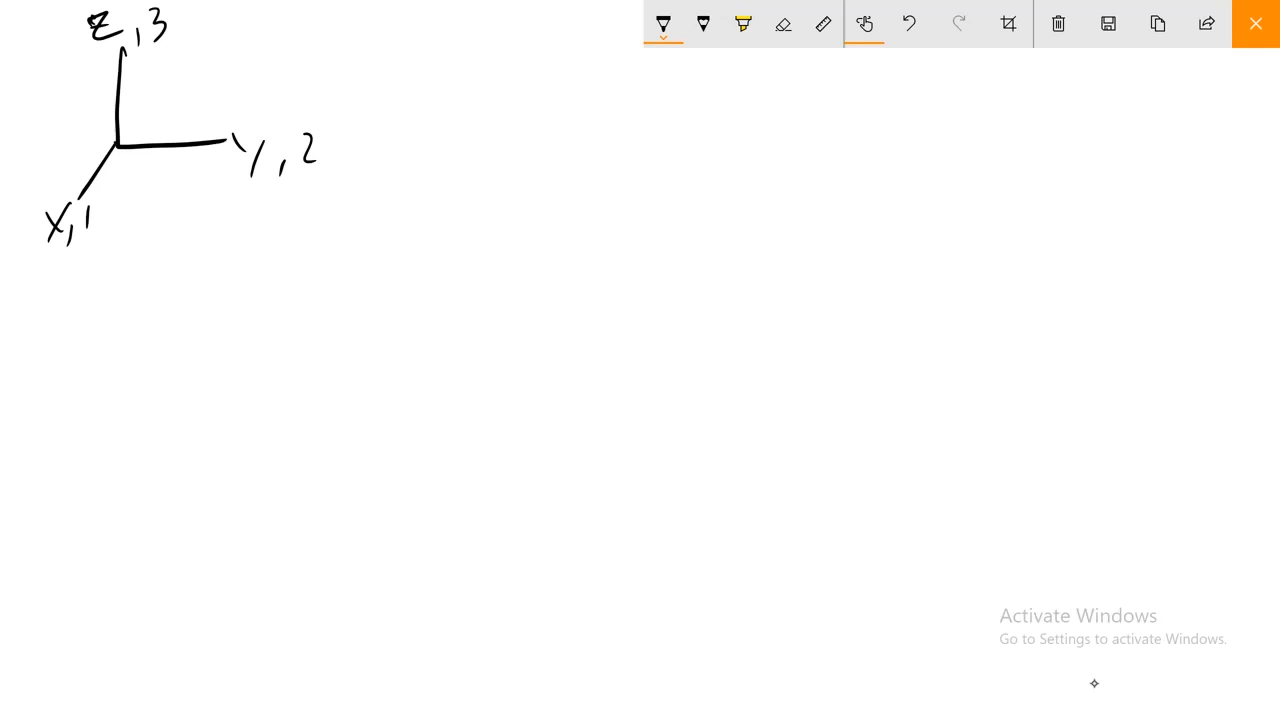 z,3
y,2
x,1
Activate Windows
Go to Settings to activate Windows.